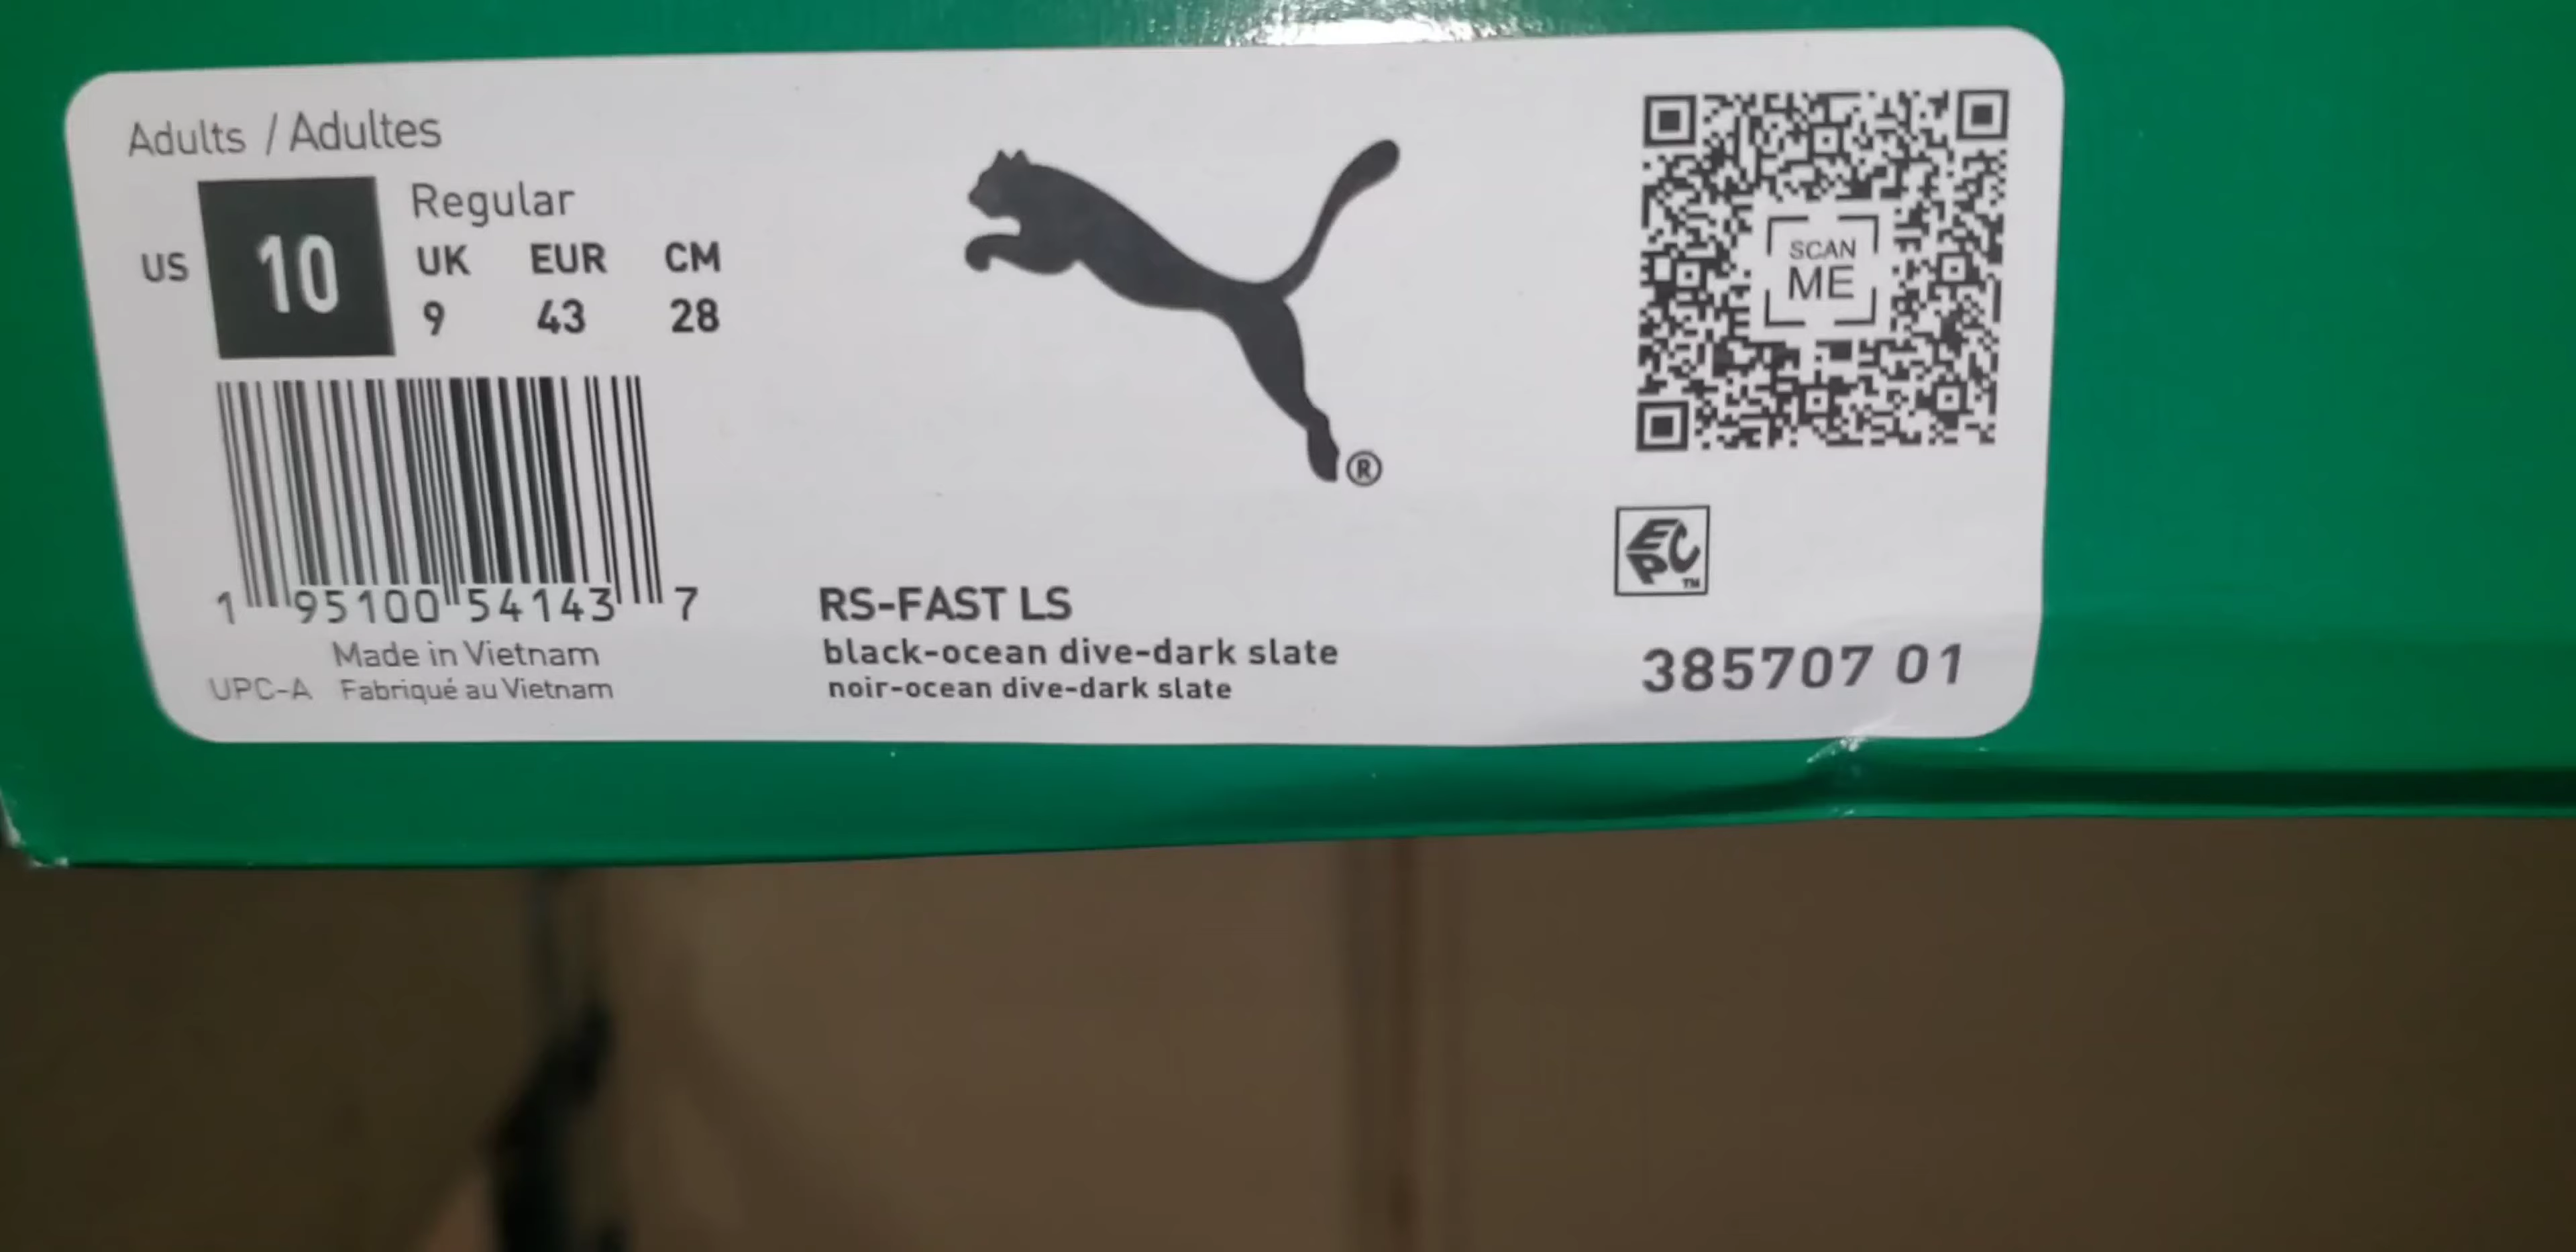 Adults / Adultes
US 10
Regular
UK EUR CM
9 43 28
1 95100 54143 7
Made in Vietnam
UPC-A Fabriqué au Vietnam
®
RS-FAST LS
black-ocean dive-dark slate
noir-ocean dive-dark slate
SCAN
ME
EPC
TM
385707 01